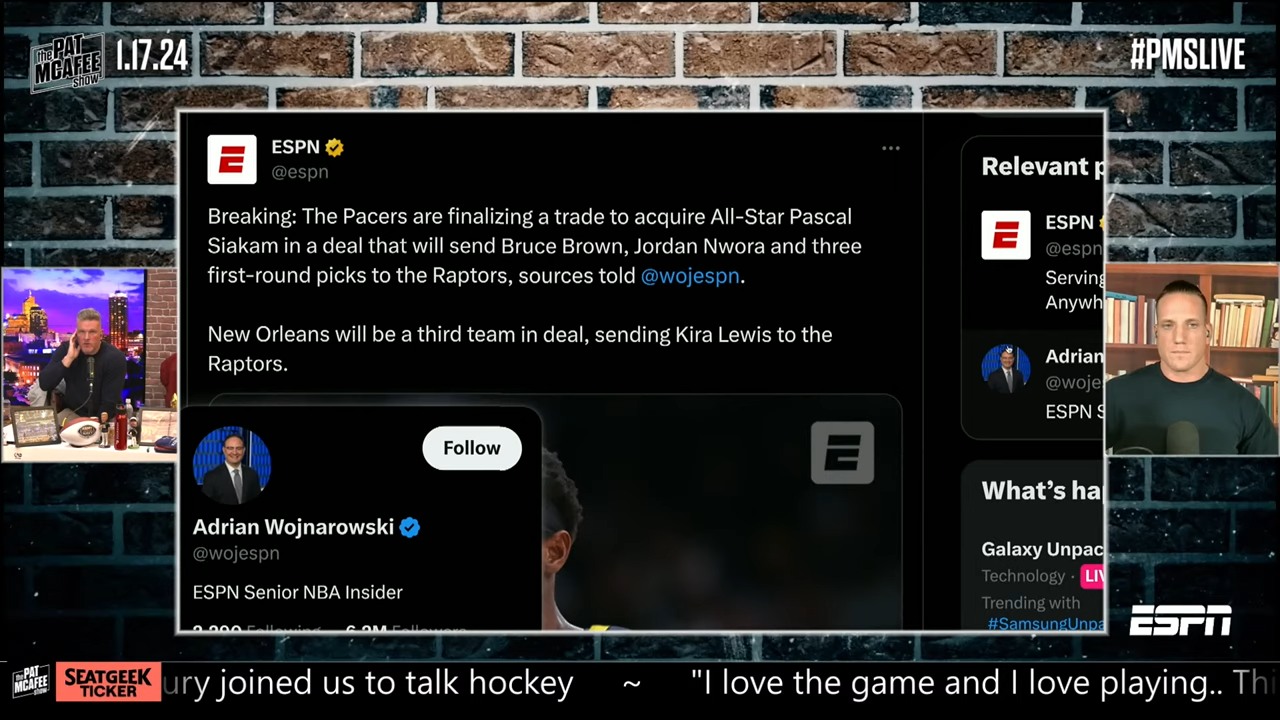 the PAT MCAFEE show
1.17.24
#PMSLIVE
ESPN
@espn
Breaking: The Pacers are finalizing a trade to acquire All-Star Pascal
Siakam in a deal that will send Bruce Brown, Jordan Nwora and three
first-round picks to the Raptors, sources told @wojespn.
New Orleans will be a third team in deal, sending Kira Lewis to the
Raptors.
E
Follow
Adrian Wojnarowski
@wojespn
ESPN Senior NBA Insider
Relevant p
ESPN
@espn
Serving
Anywh
Adrian
@woje
ESPN S
What's ha
Galaxy Unpac
Technology · LIV
Trending with
#SamsungUnpa
ESPN
the PAT MCAFEE show
SEATGEEK
TICKER
ury joined us to talk hockey ~ "I love the game and I love playing.. Thi